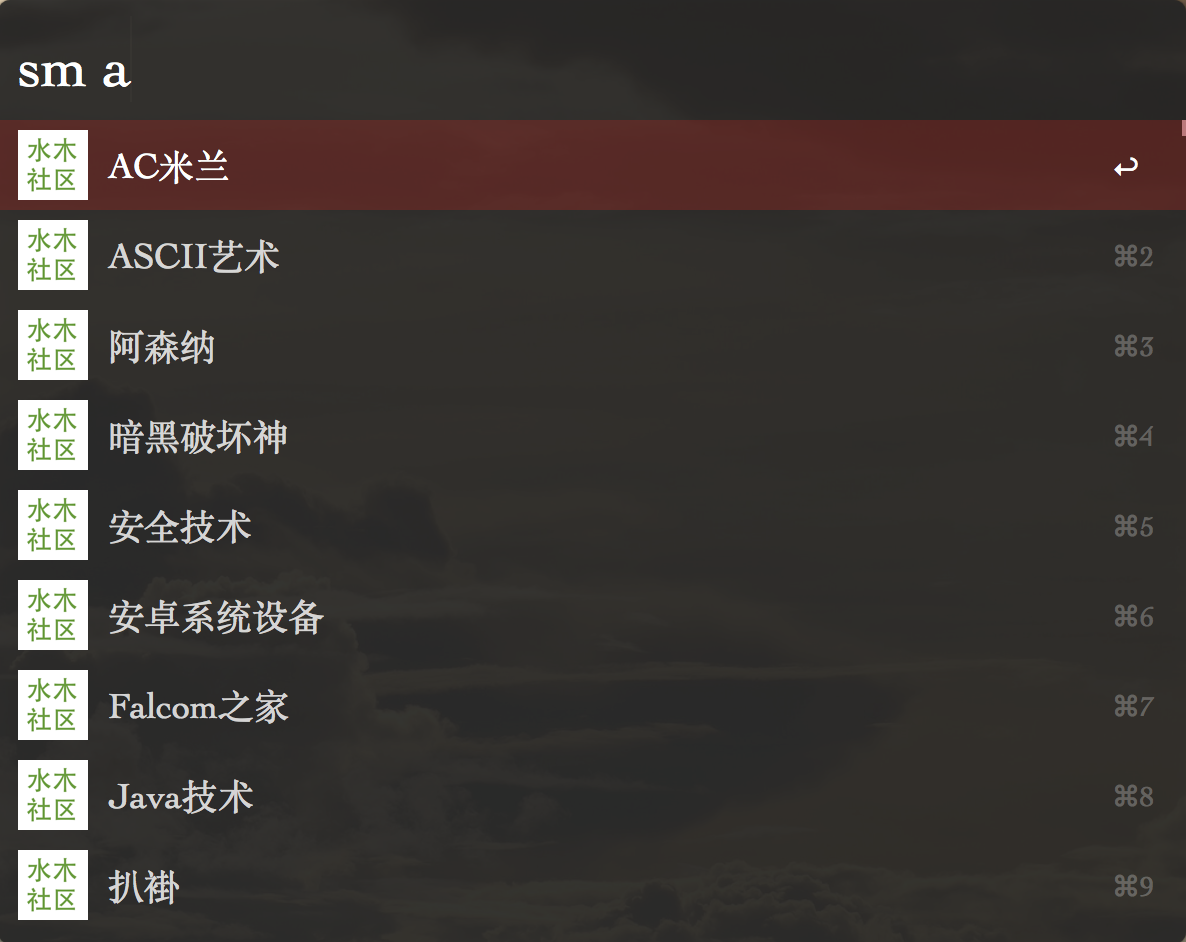 sm a
水木
社区
AC米兰
↩
水木
社区
ASCII艺术
⌘2
水木
社区
阿森纳
⌘3
水木
社区
暗黑破坏神
⌘4
水木
社区
安全技术
⌘5
水木
社区
安卓系统设备
⌘6
水木
社区
Falcom之家
⌘7
水木
社区
Java技术
⌘8
水木
社区
扒褂
⌘9